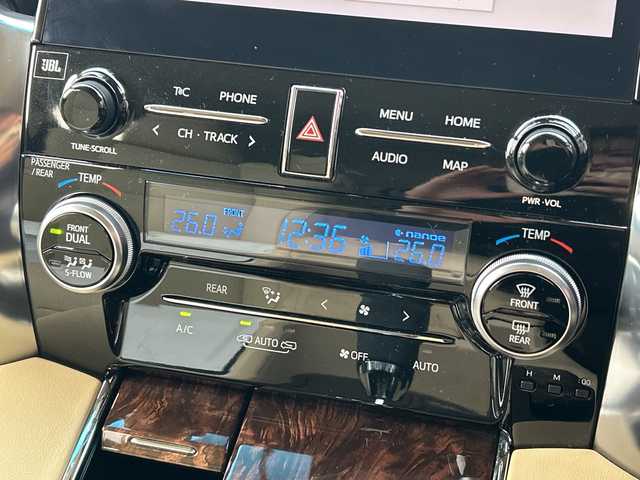 JBL
TUNE·SCROLL
T℃ PHONE
< CH · TRACK >
MENU HOME
AUDIO MAP
PWR·VOL
PASSENGER
/REAR
TEMP
FRONT
DUAL
S-FLOW
26.0 FRONT 12:36 nanoe 26.0
TEMP
FRONT
REAR
REAR < >
A/C AUTO OFF AUTO
H M :00